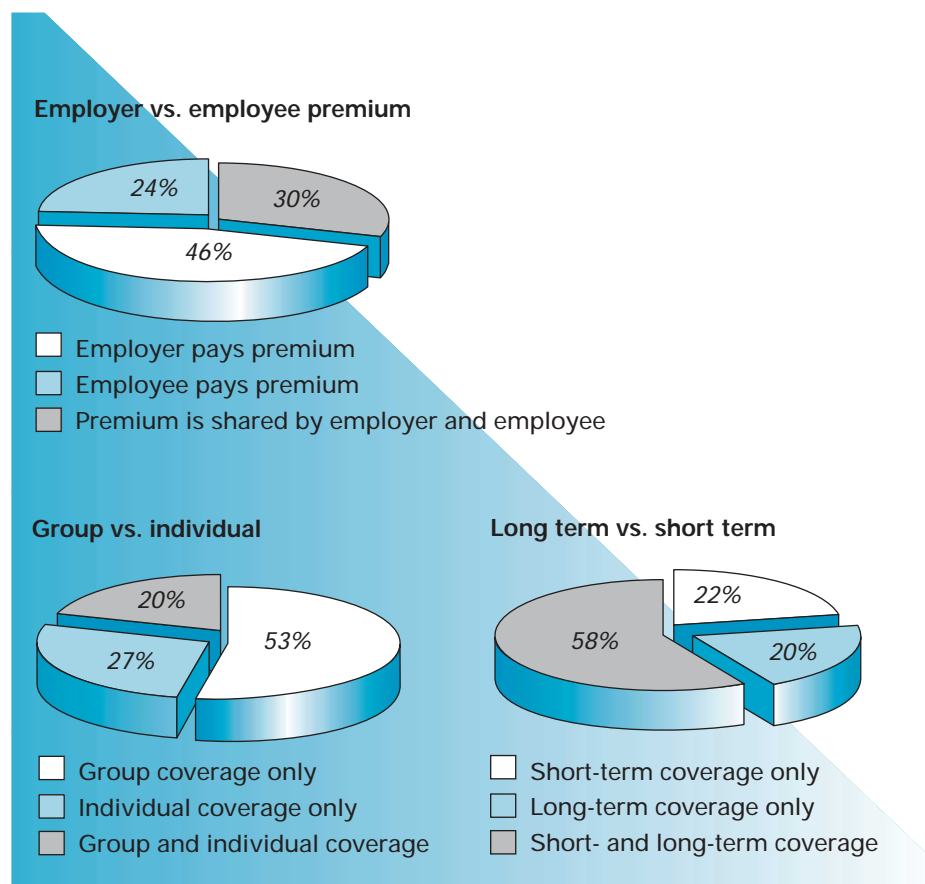 Employer vs. employee premium
24%
30%
46%
Employer pays premium
Employee pays premium
Premium is shared by employer and employee
Group vs. individual
20%
53%
27%
Group coverage only
Individual coverage only
Group and individual coverage
Long term vs. short term
22%
58%
20%
Short-term coverage only
Long-term coverage only
Short- and long-term coverage